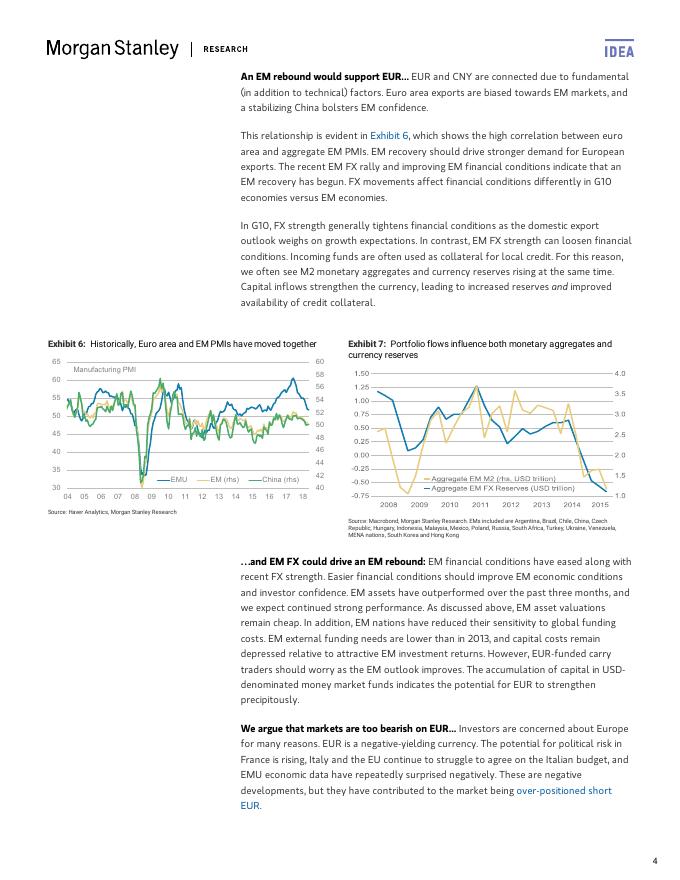 Morgan Stanley | RESEARCH
IDEA
An EM rebound would support EUR... EUR and CNY are connected due to fundamental
(in addition to technical) factors. Euro area exports are biased towards EM markets, and
a stabilizing China bolsters EM confidence.
This relationship is evident in Exhibit 6, which shows the high correlation between euro
area and aggregate EM PMIs. EM recovery should drive stronger demand for European
exports. The recent EM FX rally and improving EM financial conditions indicate that an
EM recovery has begun. FX movements affect financial conditions differently in G10
economies versus EM economies.
In G10, FX strength generally tightens financial conditions as the domestic export
outlook weighs on growth expectations. In contrast, EM FX strength can loosen financial
conditions. Incoming funds are often used as collateral for local credit. For this reason,
we often see M2 monetary aggregates and currency reserves rising at the same time.
Capital inflows strengthen the currency, leading to increased reserves and improved
availability of credit collateral.
Exhibit 6: Historically, Euro area and EM PMIs have moved together
65
60
55
50
45
40
35
30
Manufacturing PMI
60
58
56
54
52
50
48
46
44
42
40
EMU EM (rhs) China (rhs)
04 05 06 07 08 09 10 11 12 13 14 15 16 17 18
Source: Haver Analytics, Morgan Stanley Research
Exhibit 7: Portfolio flows influence both monetary aggregates and
currency reserves
1.50
1.25
1.00
0.75
0.50
0.25
0.00
-0.25
-0.50
-0.75
4.0
3.5
3.0
2.5
2.0
1.5
1.0
Aggregate EM M2 (rhs, USD trillion)
Aggregate EM FX Reserves (USD trillion)
2008 2009 2010 2011 2012 2013 2014 2015
Source: Macrobond, Morgan Stanley Research. EMs included are Argentina, Brazil, Chile, China, Czech
Republic, Hungary, Indonesia, Malaysia, Mexico, Poland, Russia, South Africa, Turkey, Ukraine, Venezuela,
MENA nations, South Korea and Hong Kong
...and EM FX could drive an EM rebound: EM financial conditions have eased along with
recent FX strength. Easier financial conditions should improve EM economic conditions
and investor confidence. EM assets have outperformed over the past three months, and
we expect continued strong performance. As discussed above, EM asset valuations
remain cheap. In addition, EM nations have reduced their sensitivity to global funding
costs. EM external funding needs are lower than in 2013, and capital costs remain
depressed relative to attractive EM investment returns. However, EUR-funded carry
traders should worry as the EM outlook improves. The accumulation of capital in USD-
denominated money market funds indicates the potential for EUR to strengthen
precipitously.
We argue that markets are too bearish on EUR... Investors are concerned about Europe
for many reasons. EUR is a negative-yielding currency. The potential for political risk in
France is rising, Italy and the EU continue to struggle to agree on the Italian budget, and
EMU economic data have repeatedly surprised negatively. These are negative
developments, but they have contributed to the market being over-positioned short
EUR.
4